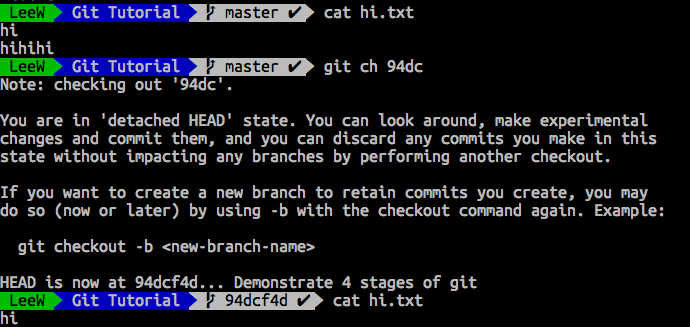 LeeW Git Tutorial master ✔ cat hi.txt
hi
hihihi
LeeW Git Tutorial master ✔ git ch 94dc
Note: checking out '94dc'.
You are in 'detached HEAD' state. You can look around, make experimental
changes and commit them, and you can discard any commits you make in this
state without impacting any branches by performing another checkout.
If you want to create a new branch to retain commits you create, you may
do so (now or later) by using -b with the checkout command again. Example:
git checkout -b <new-branch-name>
HEAD is now at 94dcf4d... Demonstrate 4 stages of git
LeeW Git Tutorial 94dcf4d ✔ cat hi.txt
hi